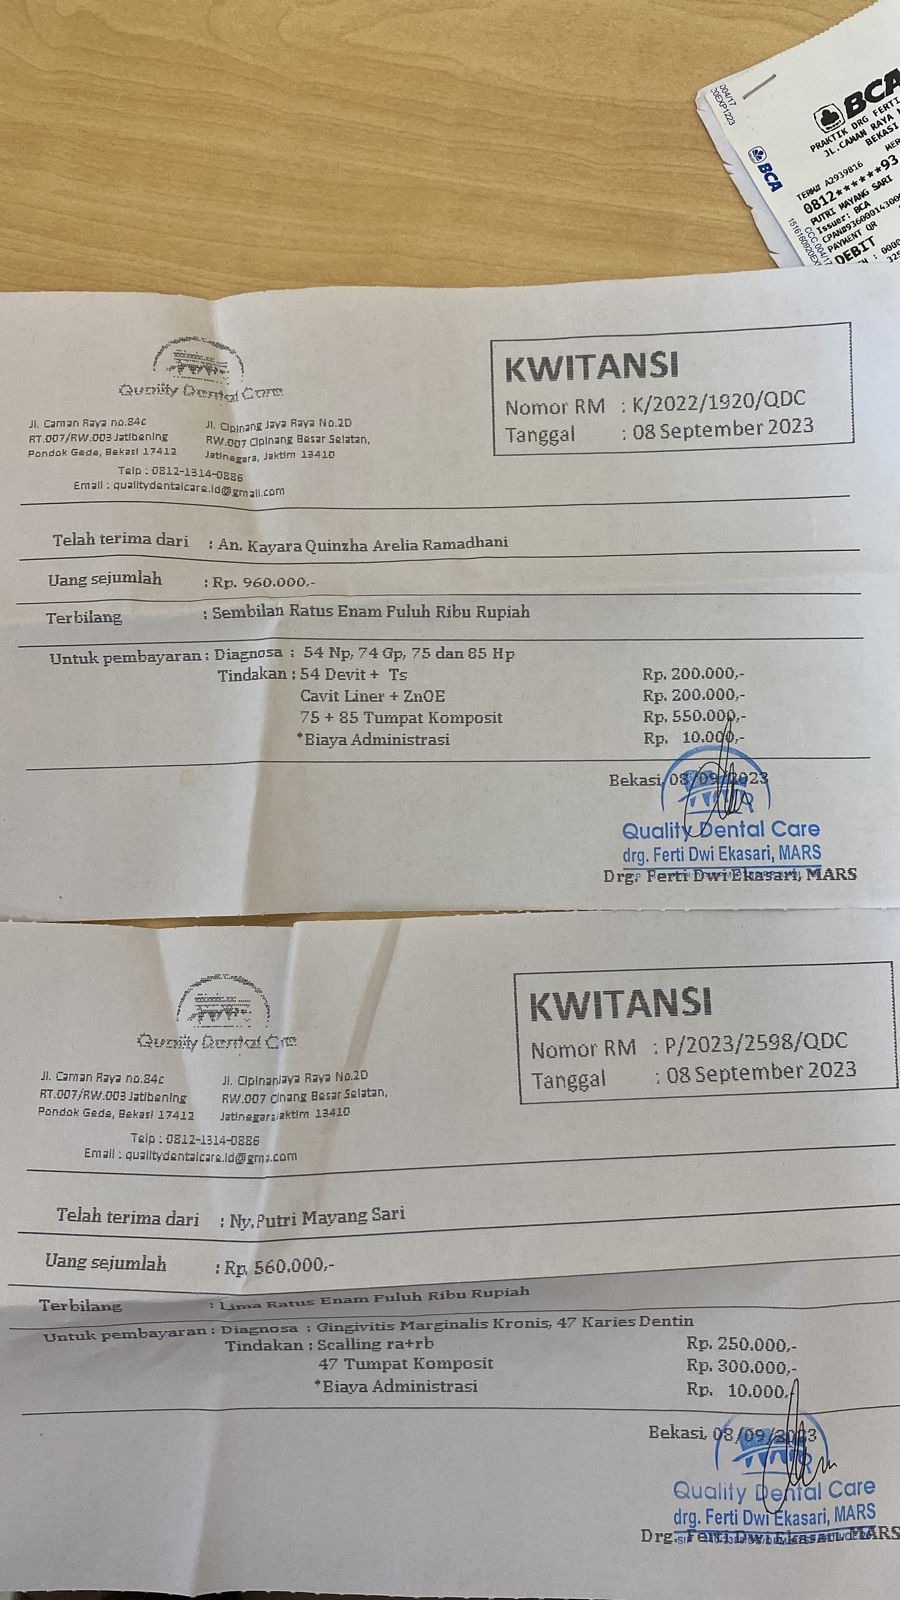 004/17
20EXP1223
BCA
PRAKTIK DRG FERTI
JL.CAMAN RAYA
BEKASI
TERM# A2939816
MER
0812******93
PUTRI MAYANG SARI
Issuer: BCA
PAYMENT QR
DEBIT
BCA
Quality Dental Care
Jl. Caman Raya no.84c
RT.007/RW.003 Jatibening
Pondok Gede, Bekasi 17412
Jl. Cipinang Jaya Raya No.2D
RW.007 Cipinang Besar Selatan,
Jatinegara, Jaktim 13410
Telp : 0812-1314-0886
Email : qualitydentalcare.id@gmail.com
KWITANSI
Nomor RM : K/2022/1920/QDC
Tanggal : 08 September 2023
Telah terima dari : An. Kayara Quinzha Arelia Ramadhani
Uang sejumlah : Rp. 960.000,-
Terbilang : Sembilan Ratus Enam Puluh Ribu Rupiah
Untuk pembayaran : Diagnosa : 54 Np, 74 Gp, 75 dan 85 Hp
Tindakan : 54 Devit + Ts Rp. 200.000,-
Cavit Liner + ZnOE Rp. 200.000,-
75 + 85 Tumpat Komposit Rp. 550.000,-
*Biaya Administrasi Rp. 10.000,-
Bekasi, 08/09/2023
Quality Dental Care
drg. Ferti Dwi Ekasari, MARS
Drg. Ferti Dwi Ekasari, MARS
Quality Dental Care
Jl. Caman Raya no.84c
RT.007/RW.003 Jatibening
Pondok Gede, Bekasi 17412
Jl. Cipinan Jaya Raya No.2D
RW.007 Cinang Besar Selatan,
Jatinegara Jaktim 13410
Telp : 0812-1314-0886
Email : qualitydentalcare.id@gma.com
KWITANSI
Nomor RM : P/2023/2598/QDC
Tanggal : 08 September 2023
Telah terima dari : Ny. Putri Mayang Sari
Uang sejumlah : Rp. 560.000,-
Terbilang : Lima Ratus Enam Puluh Ribu Rupiah
Untuk pembayaran : Diagnosa : Gingivitis Marginalis Kronis, 47 Karies Dentin
Tindakan : Scalling ra+rb Rp. 250.000,-
47 Tumpat Komposit Rp. 300.000,-
*Biaya Administrasi Rp. 10.000,-
Bekasi, 08/09/2023
Quality Dental Care
drg. Ferti Dwi Ekasari, MARS
Drg. Ferti Dwi Ekasari, MARS